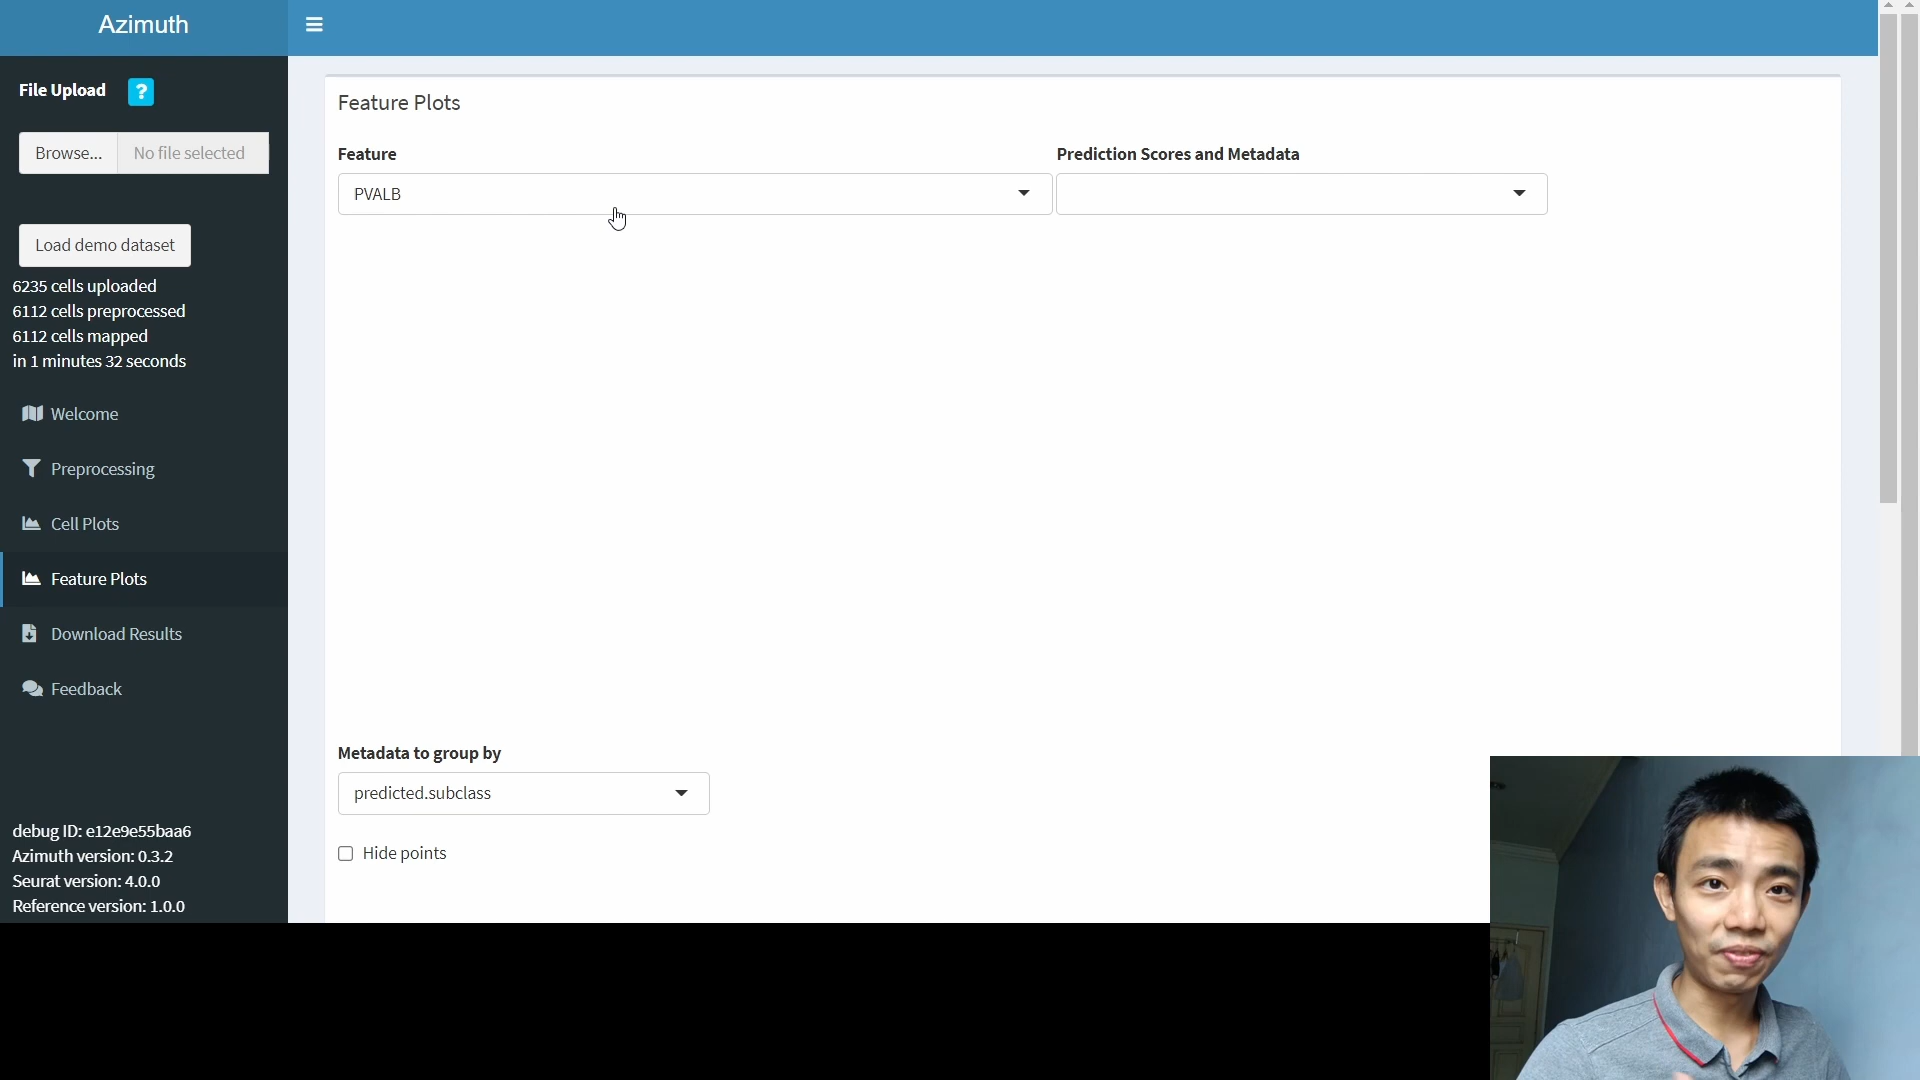 Azimuth
File Upload ?
Browse... No file selected
Load demo dataset
6235 cells uploaded
6112 cells preprocessed
6112 cells mapped
in 1 minutes 32 seconds
Welcome
Preprocessing
Cell Plots
Feature Plots
Download Results
Feedback
debug ID: e12e9e55baa6
Azimuth version: 0.3.2
Seurat version: 4.0.0
Reference version: 1.0.0
Feature Plots
Feature
PVALB
Prediction Scores and Metadata
Metadata to group by
predicted.subclass
Hide points